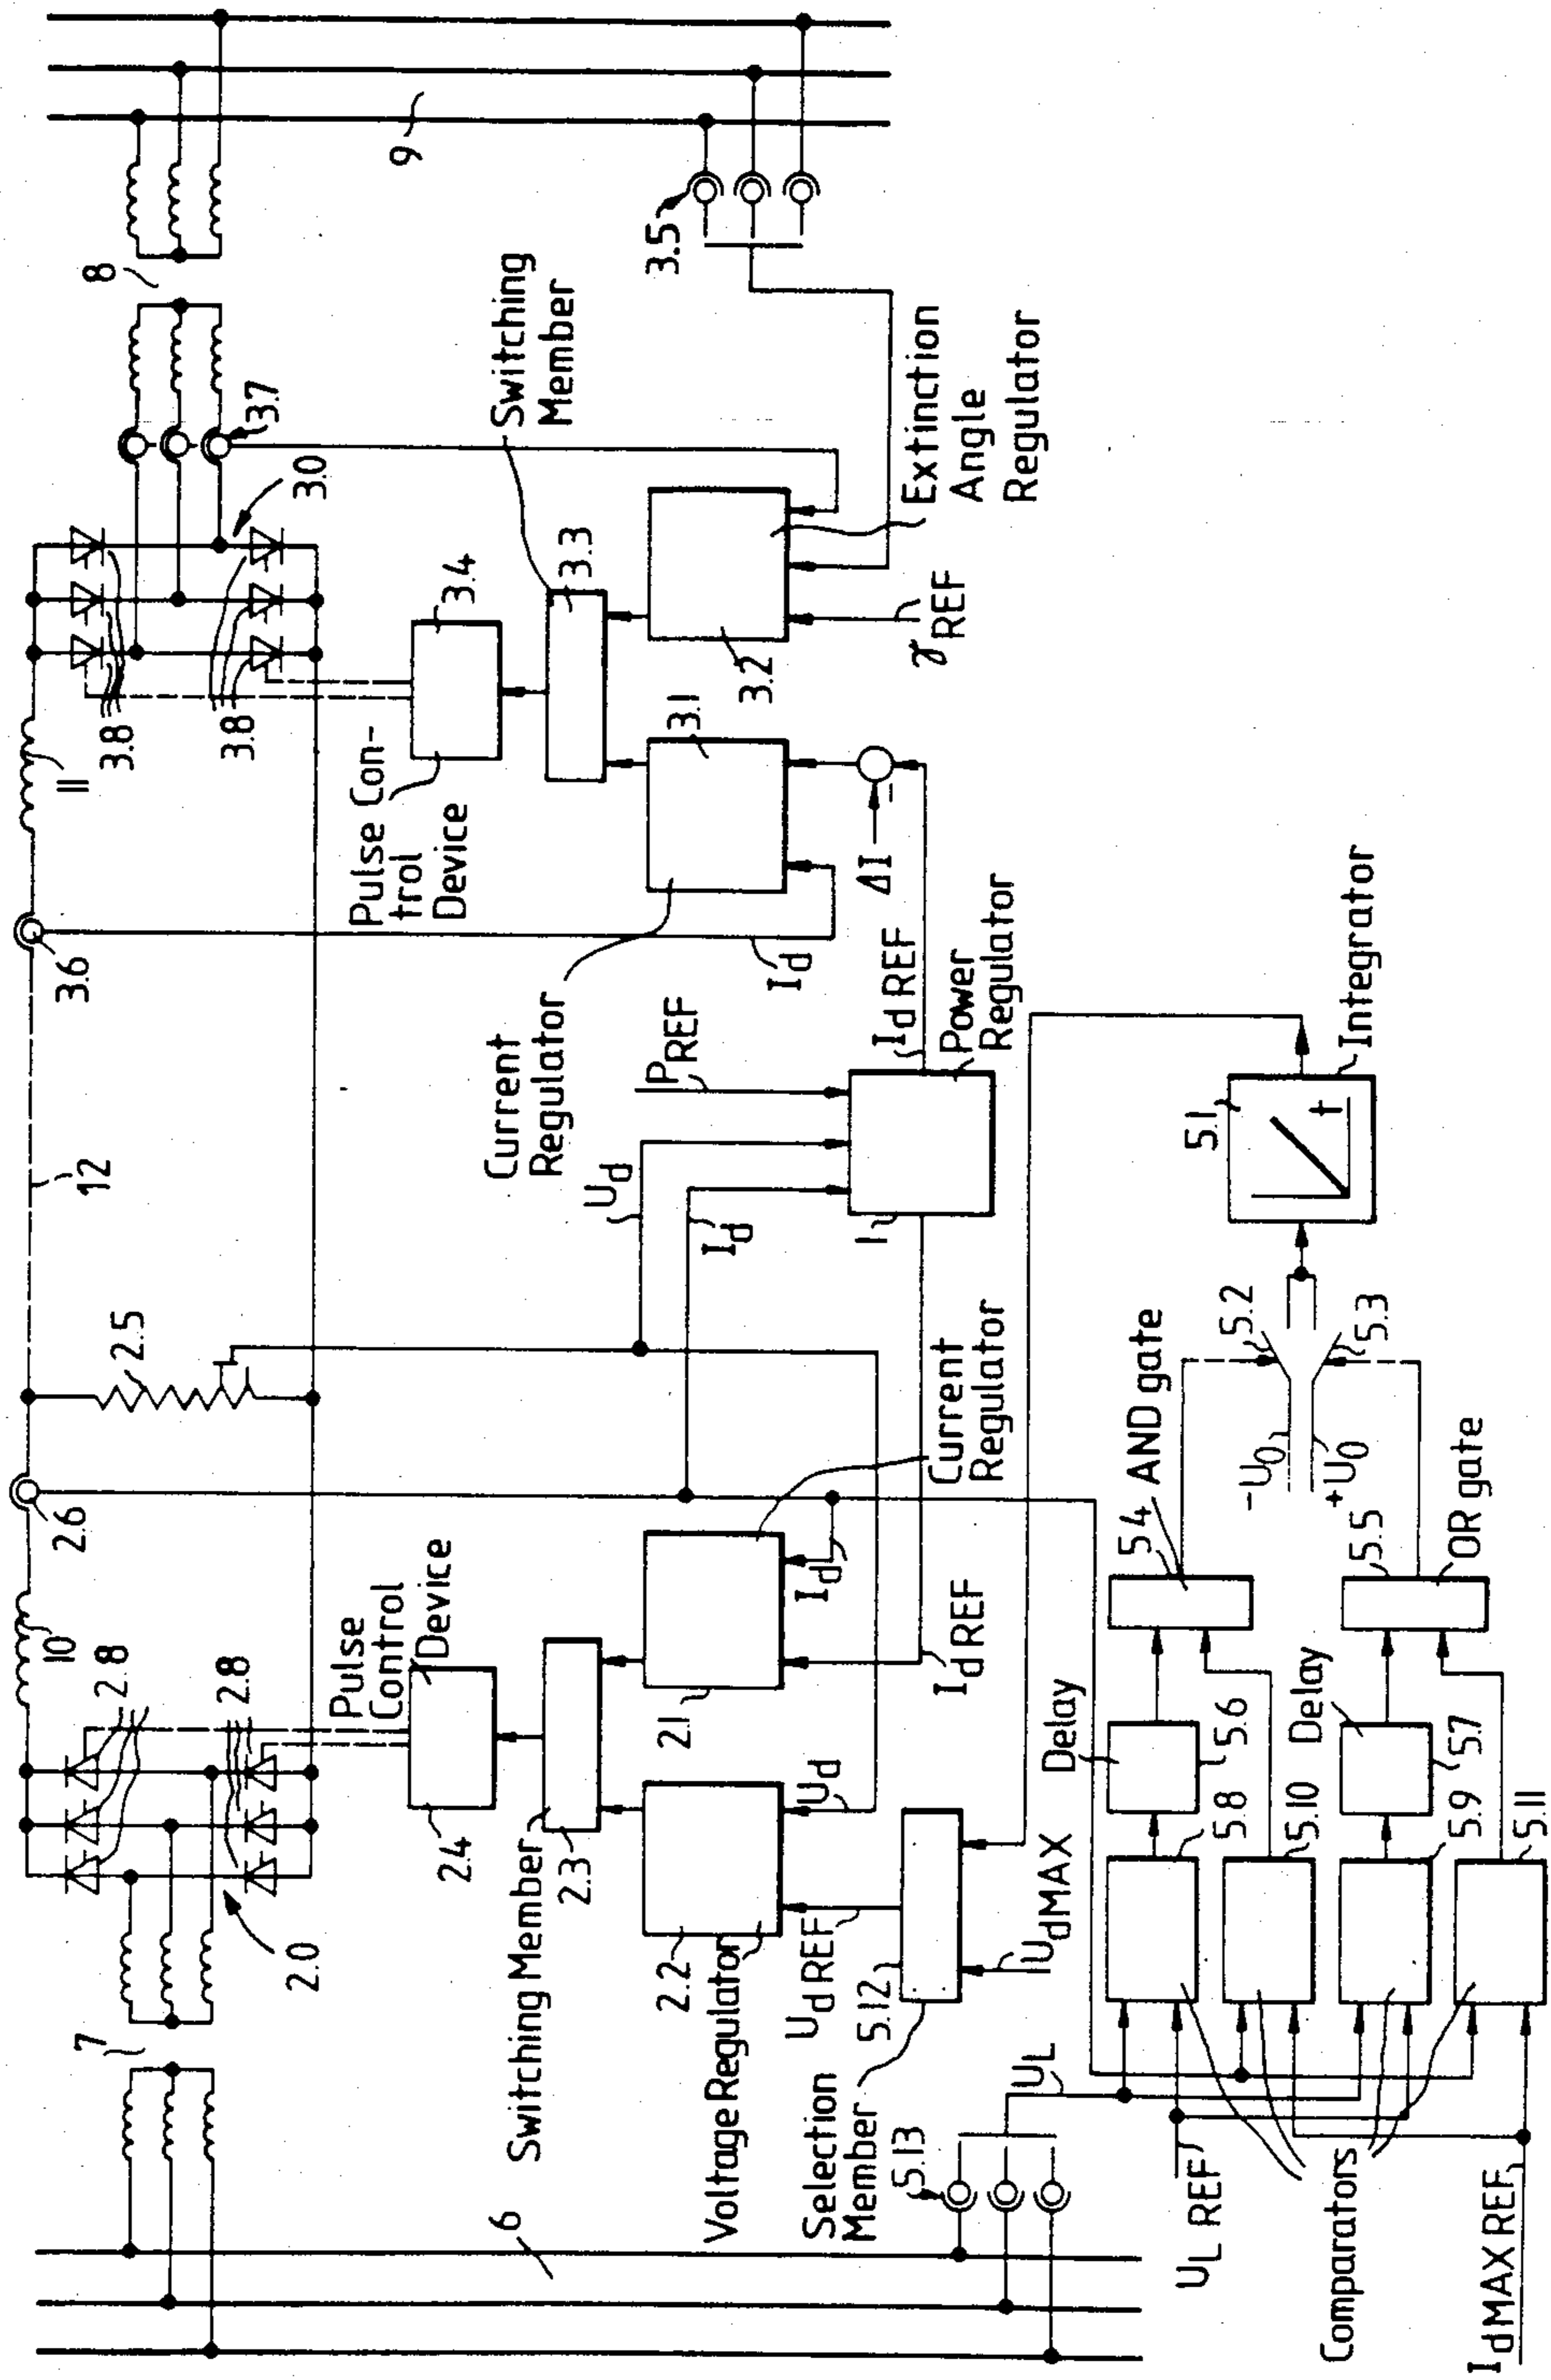 7
8
9
6
2.0
2.8
2.8
10
2.6
2.5
12
3.6
11
3.8
3.8
3.0
3.7
3.5
Pulse
Control
Device
2.4
Switching Member
2.3
Pulse Con-
trol
Device
3.4
Switching
Member
3.3
2.2
Voltage Regulator
2.1
Current
Regulator
Current
Regulator
3.1
3.2
Extinction
Angle
Regulator
Ud
Id
Id REF
Ud
Id
PREF
1
Power
Regulator
Id REF
Id
ΔI
-
γREF
Ud REF
5.12
UdMAX
Selection
Member
5.13
UL
UL REF
Comparators
IdMAX REF
5.8
5.10
5.9
5.11
Delay
5.6
Delay
5.7
5.4
AND gate
5.5
OR gate
-U0
+U0
5.2
5.3
5.1
t
Integrator